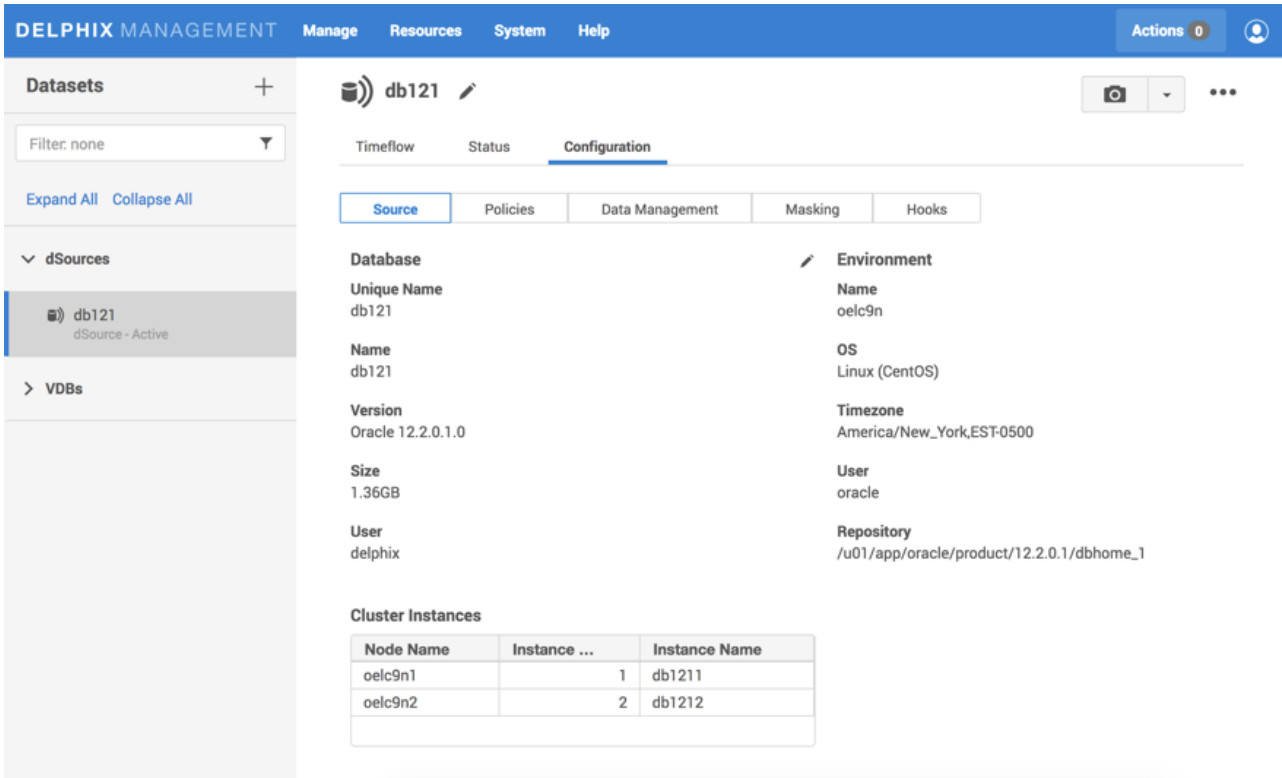 DELPHIX MANAGEMENT Manage Resources System Help Actions 0
Datasets
Filter: none
Expand All Collapse All
dSources
db121
dSource - Active
VDBs
db121
Timeflow Status Configuration
Source Policies Data Management Masking Hooks
Database
Unique Name
db121
Name
db121
Version
Oracle 12.2.0.1.0
Size
1.36GB
User
delphix
Environment
Name
oelc9n
OS
Linux (CentOS)
Timezone
America/New_York,EST-0500
User
oracle
Repository
/u01/app/oracle/product/12.2.0.1/dbhome_1
Cluster Instances
Node Name Instance ... Instance Name
oelc9n1 1 db1211
oelc9n2 2 db1212